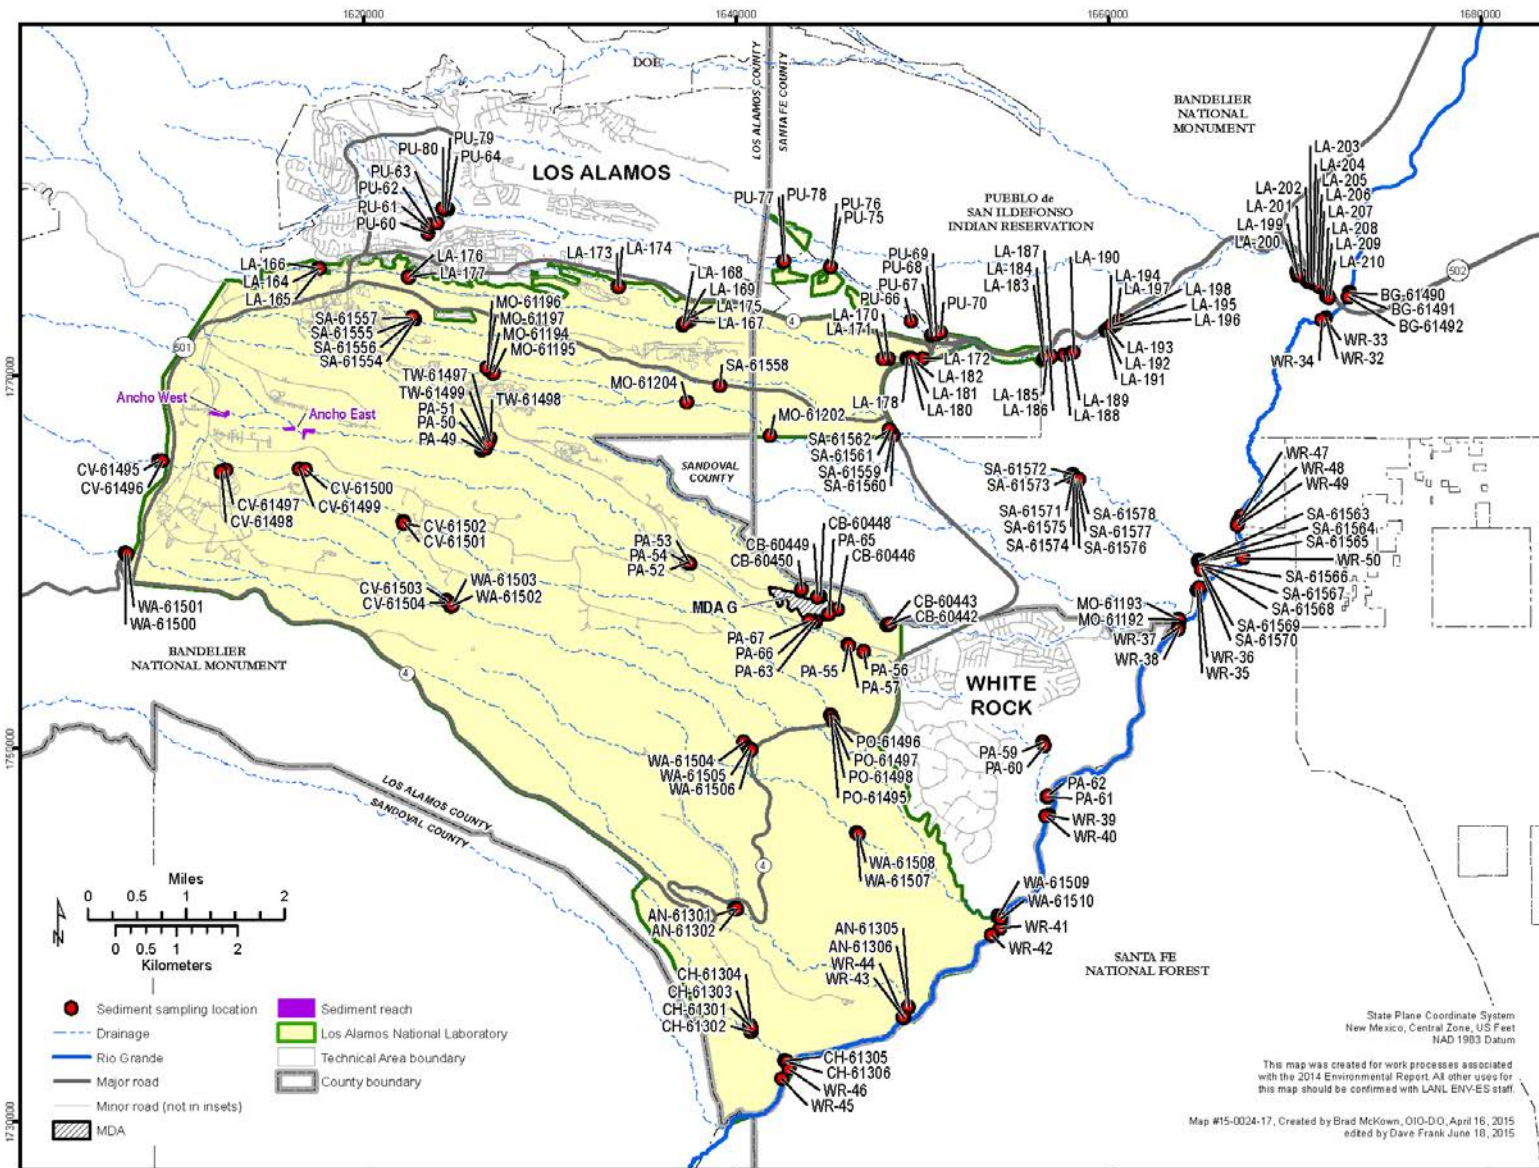 1620000
1640000
1660000
1680000
DOE
LOS ALAMOS COUNTY
SANTA FE COUNTY
BANDELIER
NATIONAL
MONUMENT
PU-79
PU-80
PU-64
PU-63
PU-62
PU-61
PU-60
LOS ALAMOS
PU-77
PU-78
PU-76
PU-75
PUEBLO de
SAN ILDEFONSO
INDIAN RESERVATION
LA-203
LA-204
LA-205
LA-206
LA-207
LA-208
LA-209
LA-210
LA-202
LA-201
LA-199
LA-200
LA-166
LA-164
LA-165
LA-176
LA-177
LA-173
LA-174
LA-168
LA-169
LA-175
LA-167
PU-69
PU-68
PU-67
PU-66
PU-70
LA-170
LA-171
LA-187
LA-184
LA-183
LA-190
LA-194
LA-197
LA-198
LA-195
LA-196
LA-193
LA-192
LA-191
502
BG-61490
BG-61491
BG-61492
WR-33
WR-32
WR-34
MO-61196
MO-61197
MO-61194
MO-61195
SA-61557
SA-61555
SA-61556
SA-61554
501
4
TW-61497
TW-61499
TW-61498
PA-51
PA-50
PA-49
SA-61558
MO-61204
MO-61202
LA-172
LA-182
LA-181
LA-180
LA-178
LA-185
LA-186
LA-189
LA-188
1770000
Ancho West
Ancho East
CV-61495
CV-61496
CV-61497
CV-61498
CV-61500
CV-61499
CV-61502
CV-61501
SANDOVAL
COUNTY
SA-61562
SA-61561
SA-61559
SA-61560
SA-61572
SA-61573
SA-61571
SA-61575
SA-61574
SA-61578
SA-61577
SA-61576
WR-47
WR-48
WR-49
SA-61563
SA-61564
SA-61565
WR-50
SA-61566
SA-61567
SA-61568
SA-61569
SA-61570
WR-36
WR-35
PA-53
PA-54
PA-52
CB-60448
PA-65
CB-60446
CB-60449
CB-60450
MDA G
CB-60443
CB-60442
PA-67
PA-66
PA-63
PA-55
PA-56
PA-57
MO-61193
MO-61192
WR-37
WR-38
WA-61501
WA-61500
CV-61503
CV-61504
WA-61503
WA-61502
BANDELIER
NATIONAL MONUMENT
4
WHITE
ROCK
1750000
PO-61496
PO-61497
PO-61498
PO-61495
WA-61504
WA-61505
WA-61506
PA-59
PA-60
PA-62
PA-61
WR-39
WR-40
LOS ALAMOS COUNTY
SANDOVAL COUNTY
4
WA-61508
WA-61507
WA-61509
WA-61510
WR-41
WR-42
AN-61301
AN-61302
AN-61305
AN-61306
WR-44
WR-43
CH-61304
CH-61303
CH-61301
CH-61302
CH-61305
CH-61306
WR-46
WR-45
SANTA FE
NATIONAL FOREST
Miles
0 0.5 1 2
0 0.5 1 2
Kilometers
N
Sediment sampling location
Drainage
Rio Grande
Major road
Minor road (not in insets)
MDA
Sediment reach
Los Alamos National Laboratory
Technical Area boundary
County boundary
1730000
State Plane Coordinate System
New Mexico, Central Zone, US Feet
NAD 1983 Datum
This map was created for work processes associated
with the 2014 Environmental Report. All other uses for
this map should be confirmed with LANL ENV-ES staff.
Map #15-0024-17, Created by Brad McKown, OIO-DO, April 16, 2015
edited by Dave Frank June 18, 2015